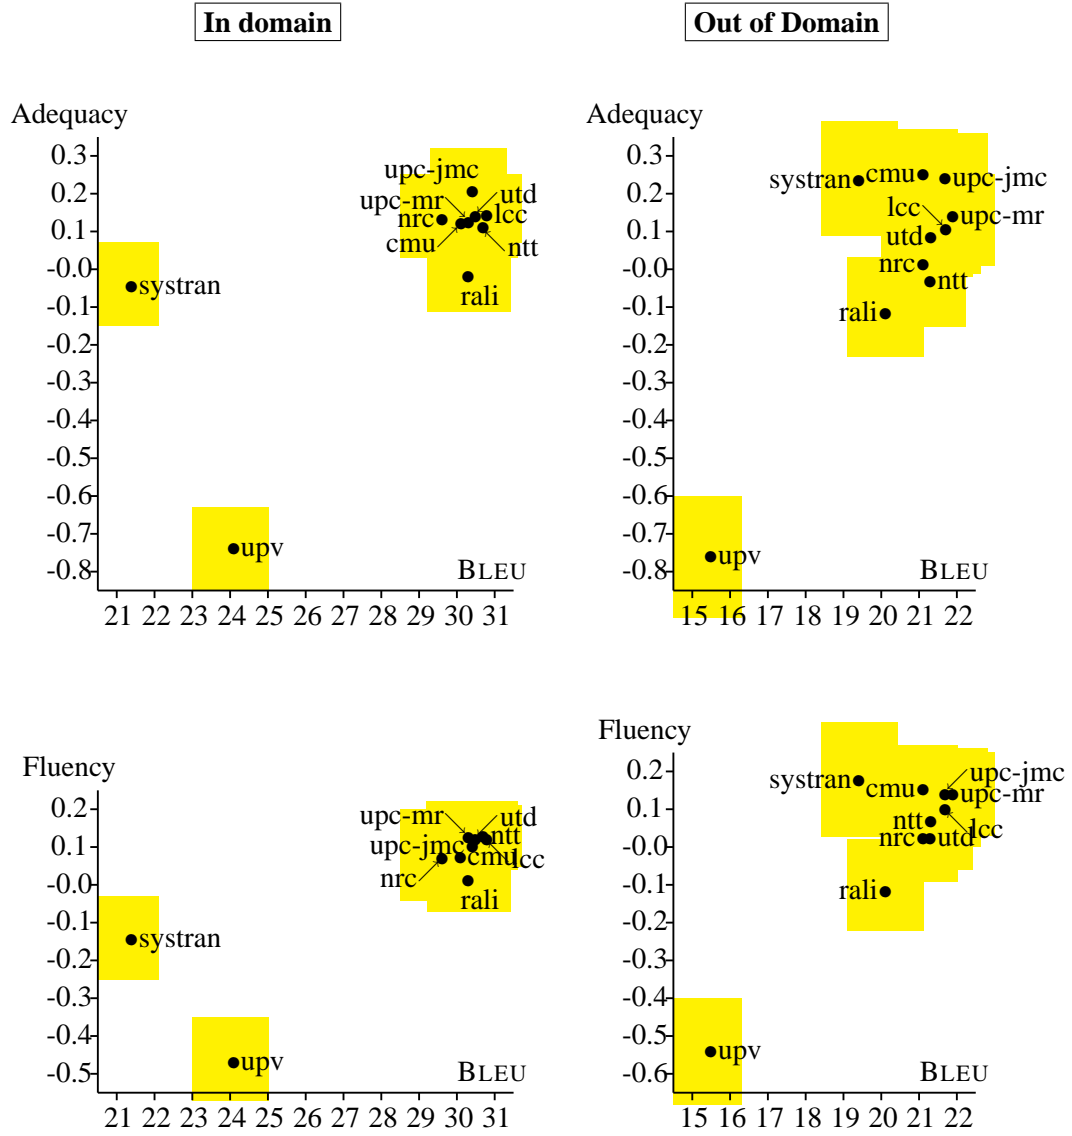 In domain
Out of Domain
Adequacy
0.3
0.2
0.1
-0.0
-0.1
-0.2
-0.3
-0.4
-0.5
-0.6
-0.7
-0.8
upc-jmc
upc-mr
utd
nrc
lcc
cmu
ntt
rali
systran
upv
BLEU
21 22 23 24 25 26 27 28 29 30 31
Adequacy
0.3
0.2
0.1
-0.0
-0.1
-0.2
-0.3
-0.4
-0.5
-0.6
-0.7
-0.8
systran
cmu
upc-jmc
lcc
upc-mr
utd
nrc
ntt
rali
upv
BLEU
15 16 17 18 19 20 21 22
Fluency
0.2
0.1
-0.0
-0.1
-0.2
-0.3
-0.4
-0.5
upc-mr
utd
ntt
upc-jmc
cmu
lcc
nrc
rali
systran
upv
BLEU
21 22 23 24 25 26 27 28 29 30 31
Fluency
0.2
0.1
-0.0
-0.1
-0.2
-0.3
-0.4
-0.5
-0.6
systran
cmu
upc-jmc
upc-mr
ntt
lcc
nrc
utd
rali
upv
BLEU
15 16 17 18 19 20 21 22